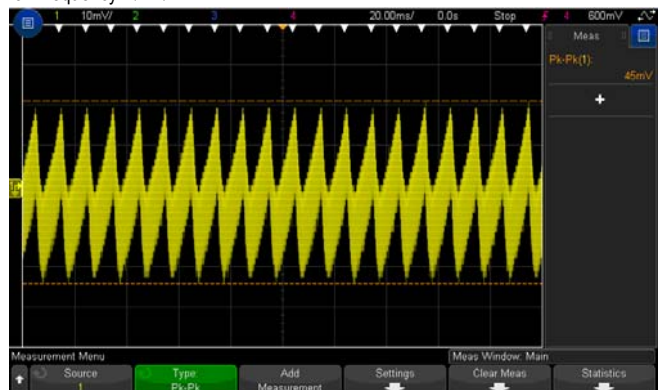 1 10mV/ 2 3 4 20.00ms/ 0.0s Stop 4 600mV
Meas
Pk-Pk(1):
45mV
Measurement Menu
Meas Window: Main
Source
1
Type
Pk-Pk
Add
Measurement
Settings
Clear Meas
Statistics